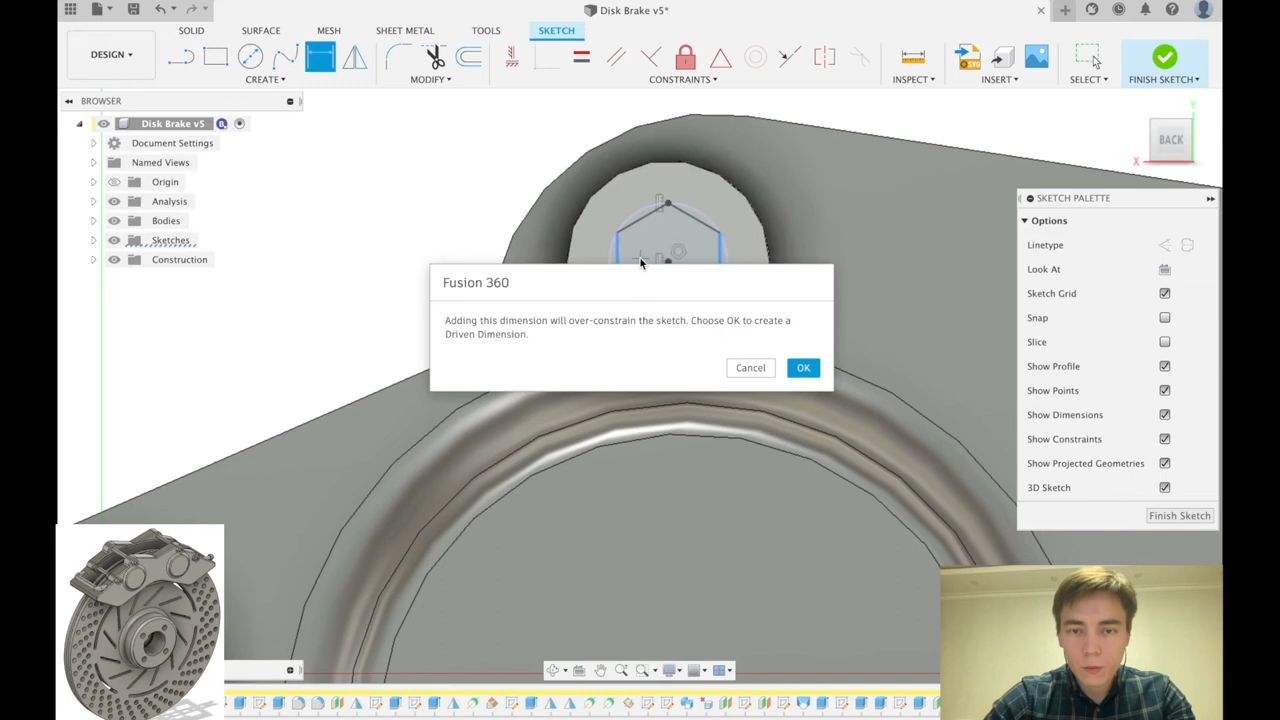 Disk Brake v5*
SOLID SURFACE MESH SHEET METAL TOOLS SKETCH
DESIGN
CREATE MODIFY CONSTRAINTS INSPECT INSERT SELECT FINISH SKETCH
BROWSER
Disk Brake v5
Document Settings
Named Views
Origin
Analysis
Bodies
Sketches
Construction
Y
BACK
X
SKETCH PALETTE
Options
Linetype
Look At
Sketch Grid
Snap
Slice
Show Profile
Show Points
Show Dimensions
Show Constraints
Show Projected Geometries
3D Sketch
Finish Sketch
Fusion 360
Adding this dimension will over-constrain the sketch. Choose OK to create a
Driven Dimension.
Cancel OK